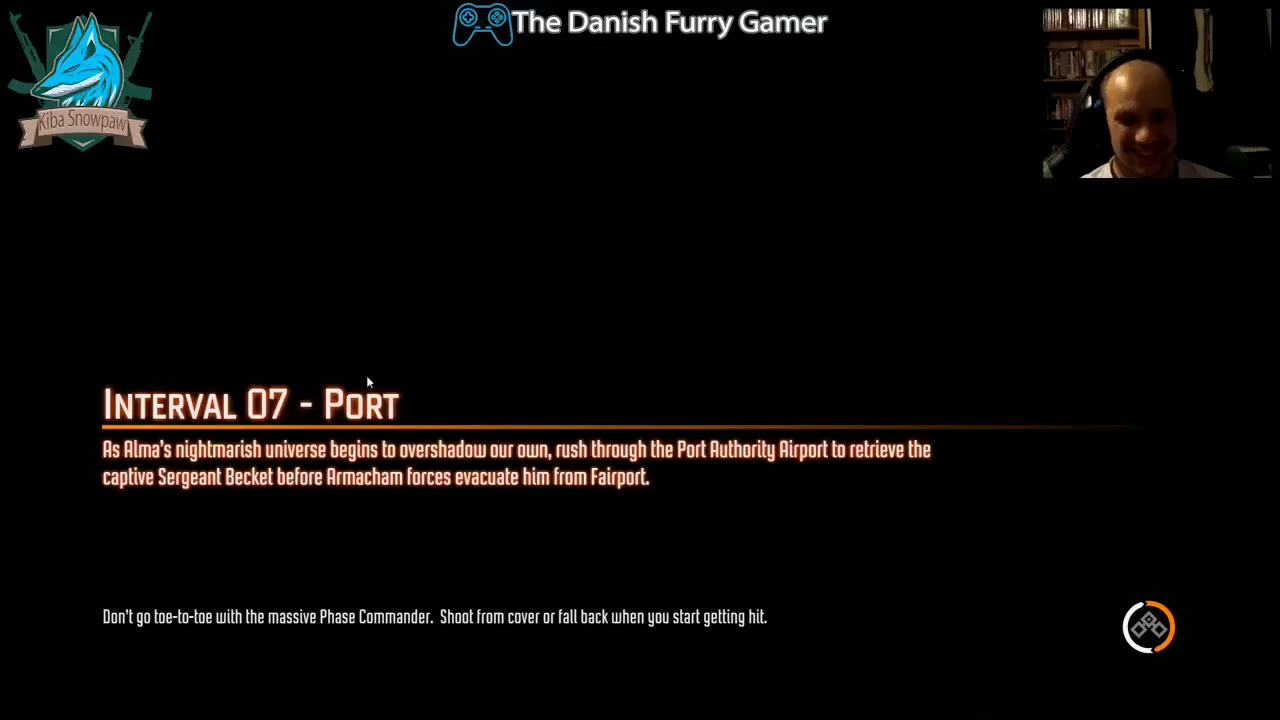 The Danish Furry Gamer
Kiba Snowpaw
INTERVAL 07 - PORT
As Alma's nightmarish universe begins to overshadow our own, rush through the Port Authority Airport to retrieve the
captive Sergeant Becket before Armacham forces evacuate him from Fairport.
Don't go toe-to-toe with the massive Phase Commander. Shoot from cover or fall back when you start getting hit.